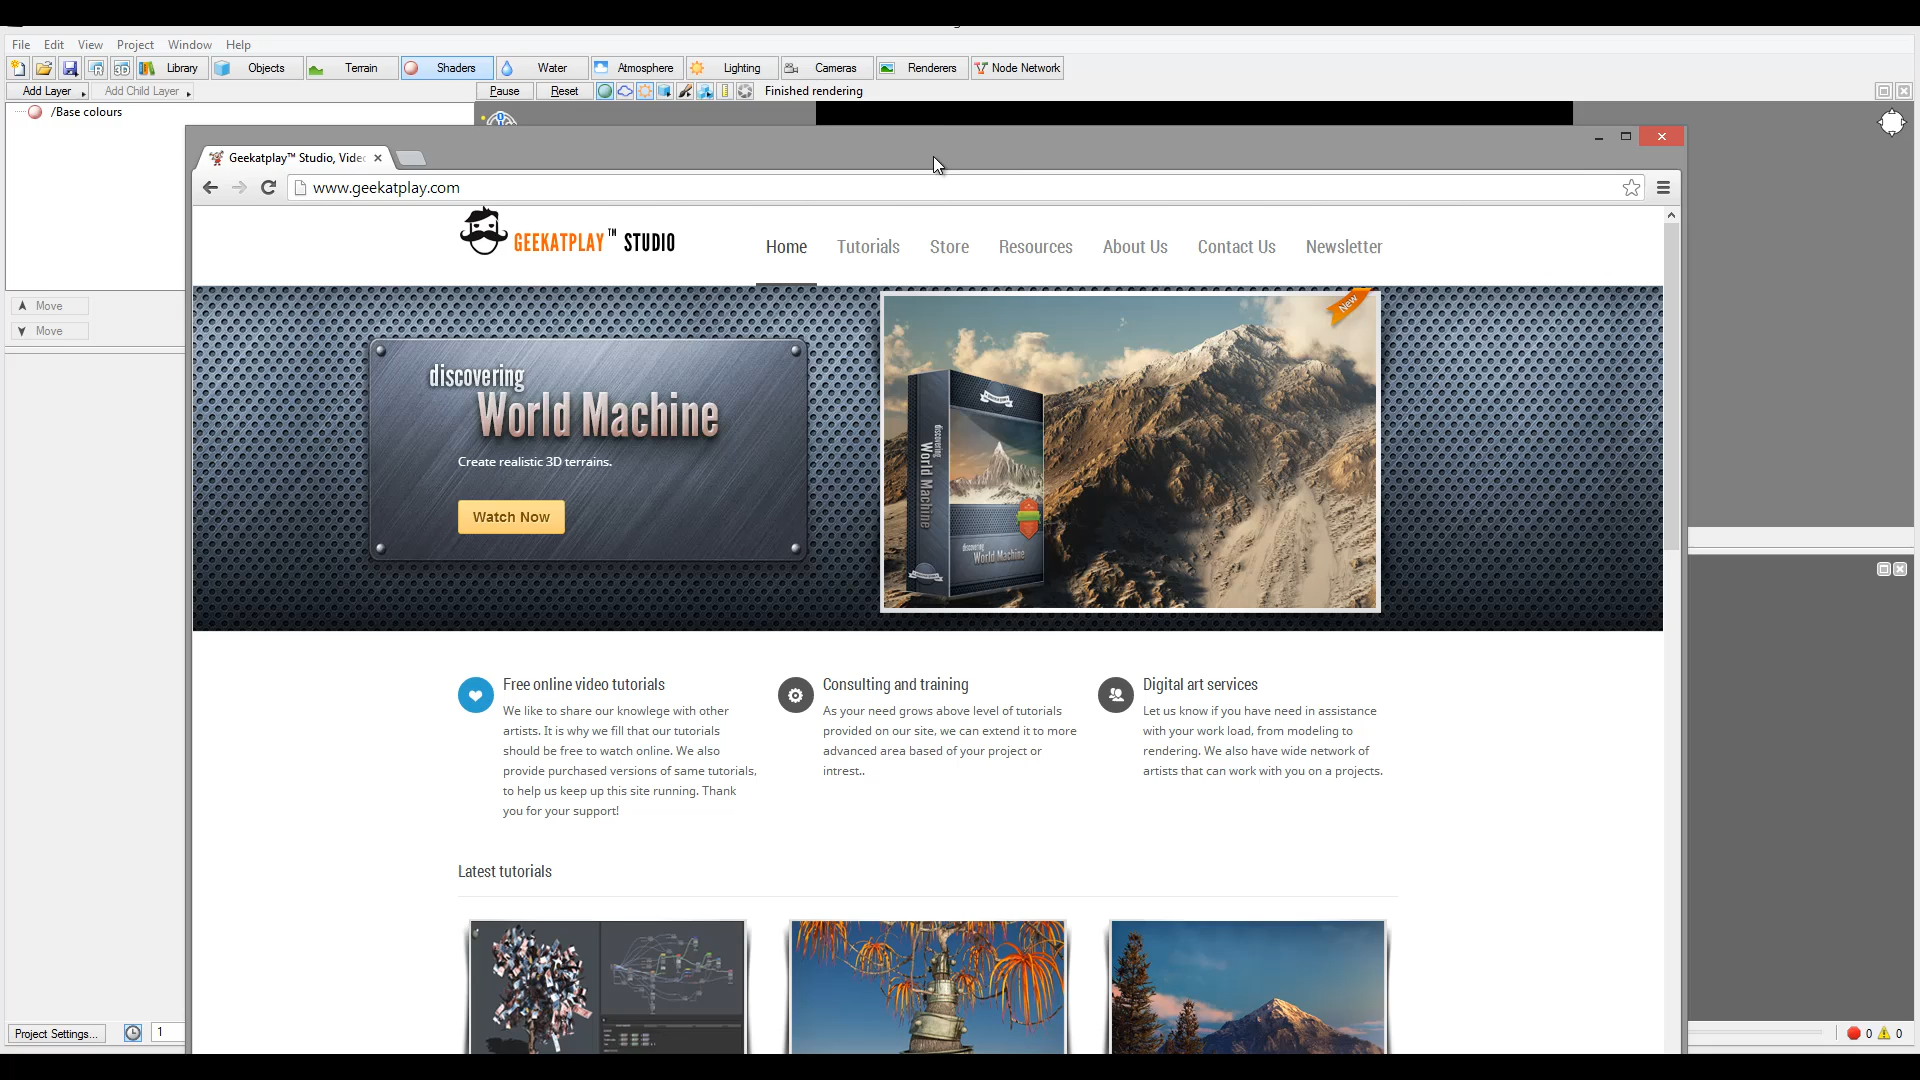 File Edit View Project Window Help
Library Objects Terrain Shaders Water Atmosphere Lighting Cameras Renderers Node Network
Add Layer Add Child Layer Pause Reset Finished rendering
/Base colours
Geekatplay™ Studio, Vide
www.geekatplay.com
GEEKATPLAY™ STUDIO
Home Tutorials Store Resources About Us Contact Us Newsletter
Move
Move
New
discovering
World Machine
Create realistic 3D terrains.
Watch Now
discovering
World Machine
discovering
World Machine
Free online video tutorials
We like to share our knowlege with other
artists. It is why we fill that our tutorials
should be free to watch online. We also
provide purchased versions of same tutorials,
to help us keep up this site running. Thank
you for your support!
Consulting and training
As your need grows above level of tutorials
provided on our site, we can extend it to more
advanced area based of your project or
intrest..
Digital art services
Let us know if you have need in assistance
with your work load, from modeling to
rendering. We also have wide network of
artists that can work with you on a projects.
Latest tutorials
Project Settings... 1 0 0